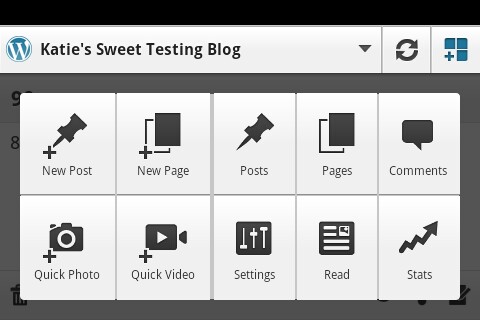 Katie's Sweet Testing Blog
New Post
New Page
Posts
Pages
Comments
Quick Photo
Quick Video
Settings
Read
Stats